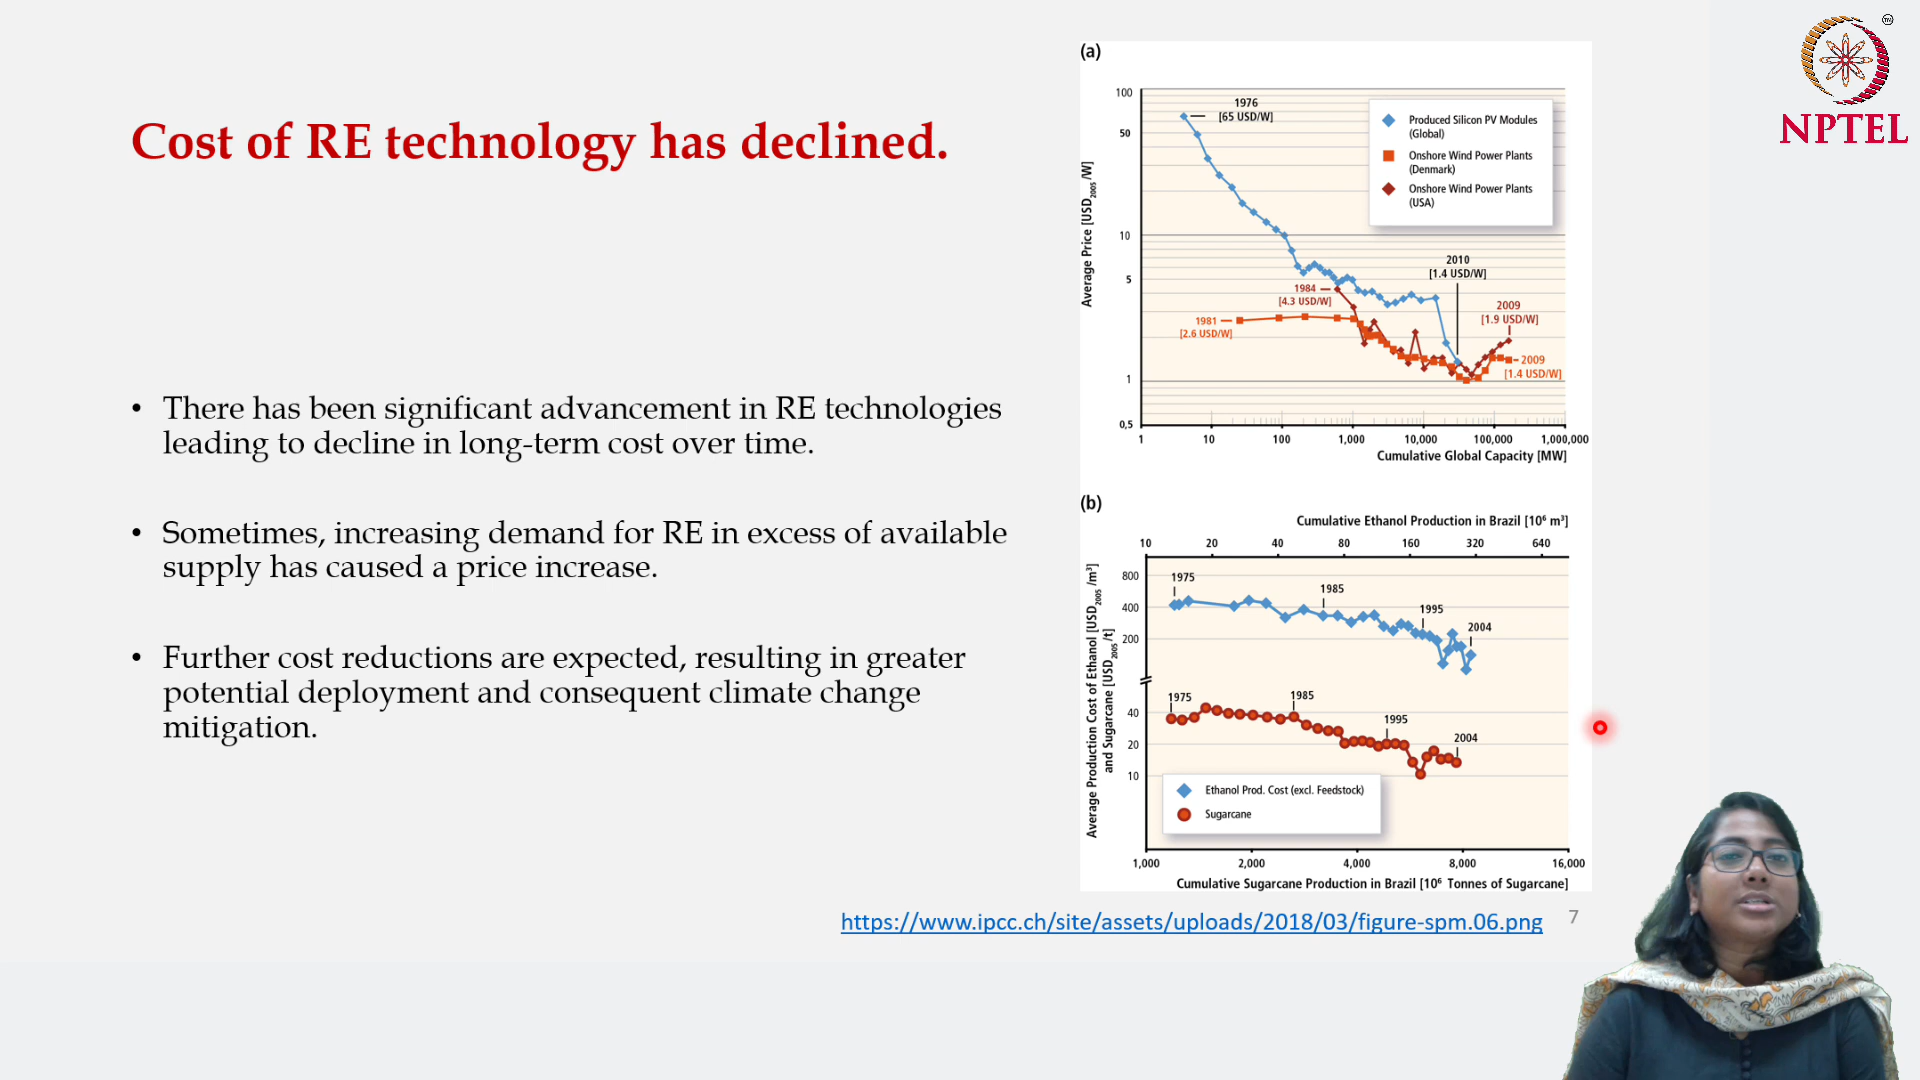 Cost of RE technology has declined.
• There has been significant advancement in RE technologies
leading to decline in long-term cost over time.
• Sometimes, increasing demand for RE in excess of available
supply has caused a price increase.
• Further cost reductions are expected, resulting in greater
potential deployment and consequent climate change
mitigation.
(a)
Average Price [USD2005 /W]
100
50
10
5
1
0,5
1976
[65 USD/W]
Produced Silicon PV Modules
(Global)
Onshore Wind Power Plants
(Denmark)
Onshore Wind Power Plants
(USA)
2010
[1.4 USD/W]
1984
[4.3 USD/W]
1981
[2.6 USD/W]
2009
[1.9 USD/W]
2009
[1.4 USD/W]
1 10 100 1,000 10,000 100,000 1,000,000
Cumulative Global Capacity [MW]
(b)
Cumulative Ethanol Production in Brazil [10⁶ m³]
10 20 40 80 160 320 640
Average Production Cost of Ethanol [USD2005 /m³]
and Sugarcane [USD2005/t]
800
400
200
40
20
10
1975
1985
1995
2004
1975
1985
1995
2004
Ethanol Prod. Cost (excl. Feedstock)
Sugarcane
1,000 2,000 4,000 8,000 16,000
Cumulative Sugarcane Production in Brazil [10⁶ Tonnes of Sugarcane]
https://www.ipcc.ch/site/assets/uploads/2018/03/figure-spm.06.png
7
TM
NPTEL